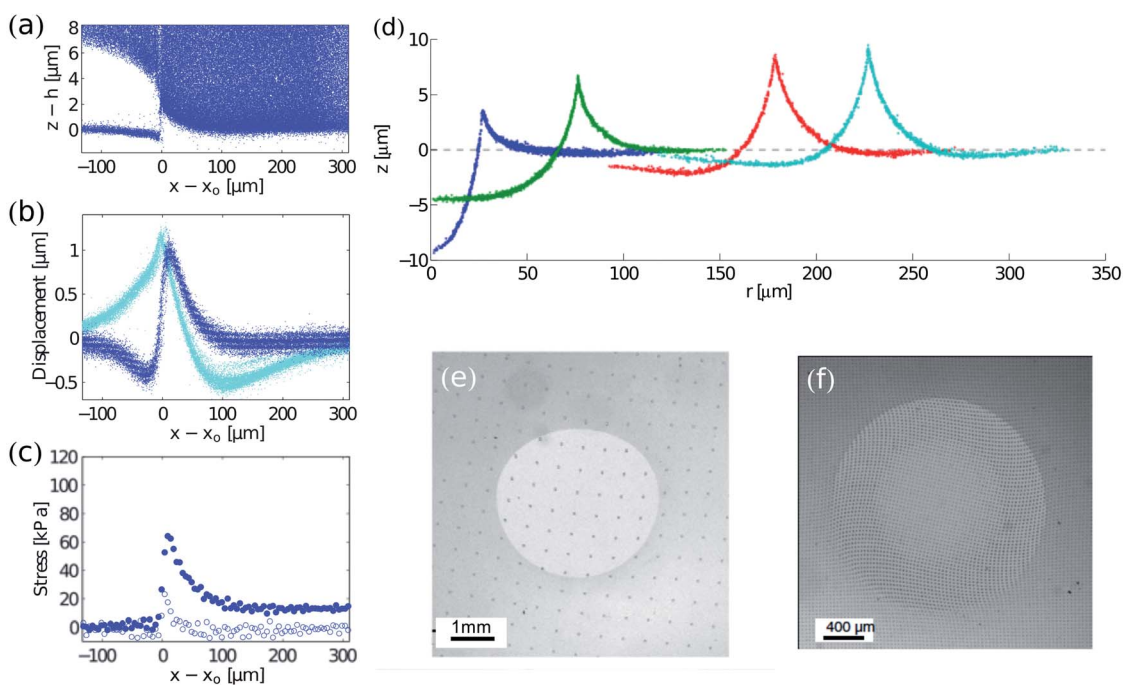 (a)
z − h [μm]
8
6
4
2
0
−100 0 100 200 300
x − xₒ [μm]
(b)
Displacement [μm]
1
0.5
0
−0.5
−100 0 100 200 300
x − xₒ [μm]
(c)
Stress [kPa]
120
100
80
60
40
20
0
−100 0 100 200 300
x − xₒ [μm]
(d)
z [μm]
10
5
0
−5
−10
0 50 100 150 200 250 300 350
r [μm]
(e)
1mm
(f)
400 μm